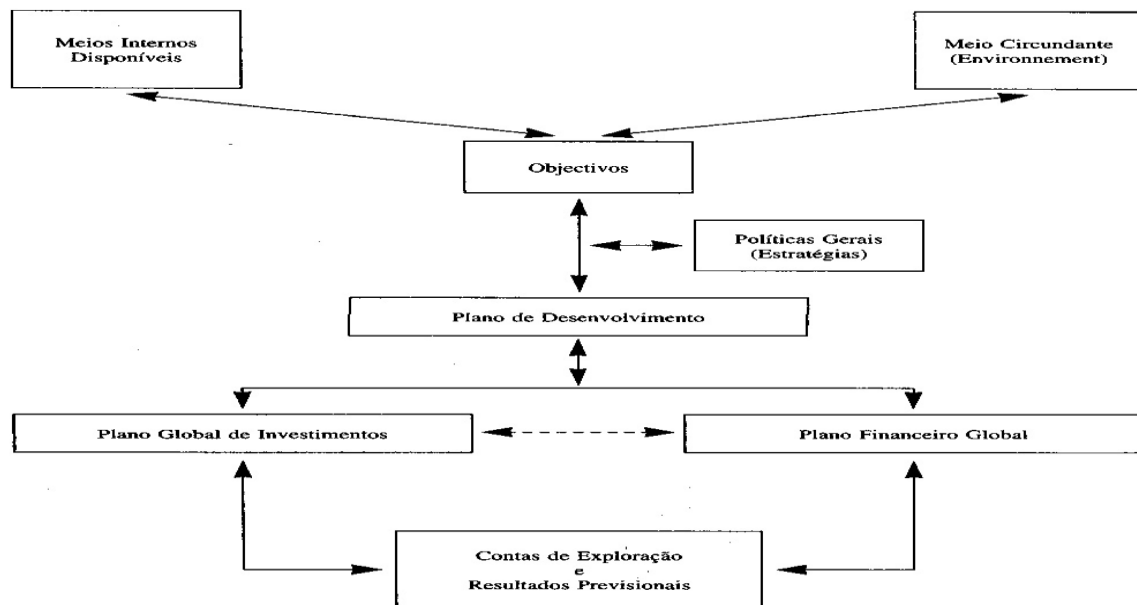 Meios Internos
Disponíveis
Meio Circundante
(Environnement)
Objectivos
Políticas Gerais
(Estratégias)
Plano de Desenvolvimento
Plano Global de Investimentos
Plano Financeiro Global
Contas de Exploração
e
Resultados Previsionais